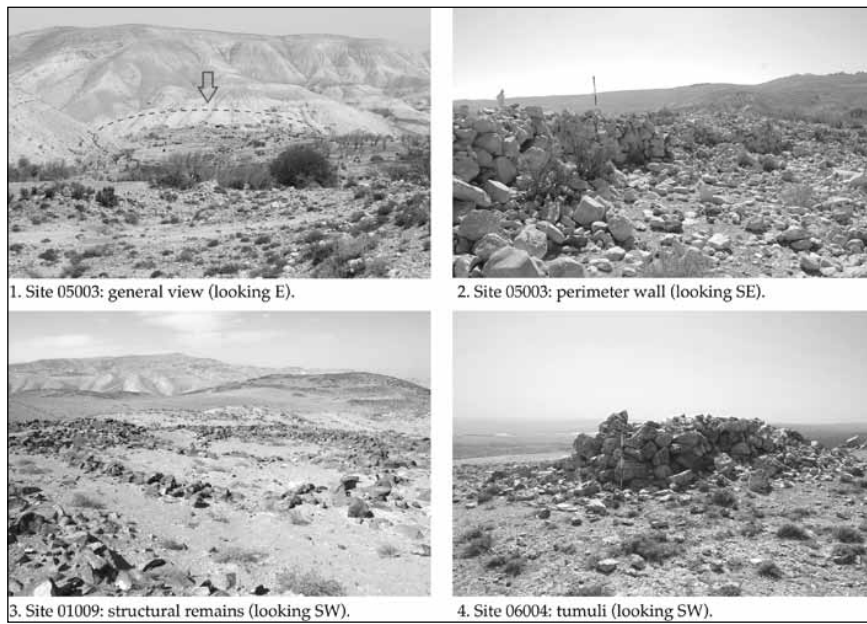 1. Site 05003: general view (looking E).
2. Site 05003: perimeter wall (looking SE).
3. Site 01009: structural remains (looking SW).
4. Site 06004: tumuli (looking SW).